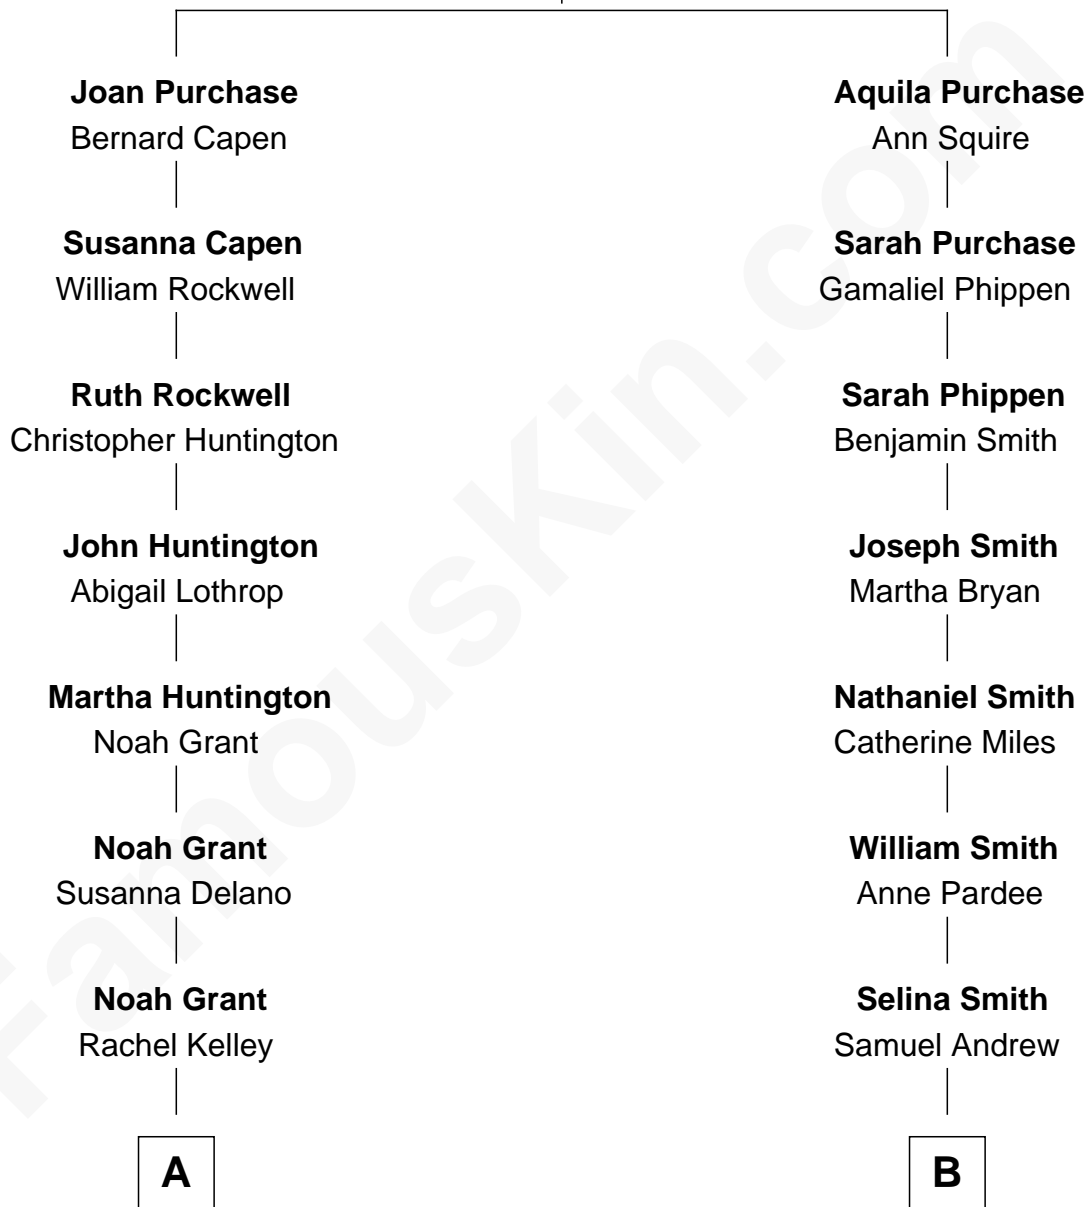 Joan Purchase
Bernard Capen
Susanna Capen
William Rockwell
Ruth Rockwell
Christopher Huntington
John Huntington
Abigail Lothrop
Martha Huntington
Noah Grant
Noah Grant
Susanna Delano
Noah Grant
Rachel Kelley
A
Aquila Purchase
Ann Squire
Sarah Purchase
Gamaliel Phippen
Sarah Phippen
Benjamin Smith
Joseph Smith
Martha Bryan
Nathaniel Smith
Catherine Miles
William Smith
Anne Pardee
Selina Smith
Samuel Andrew
B
FamousKin.com